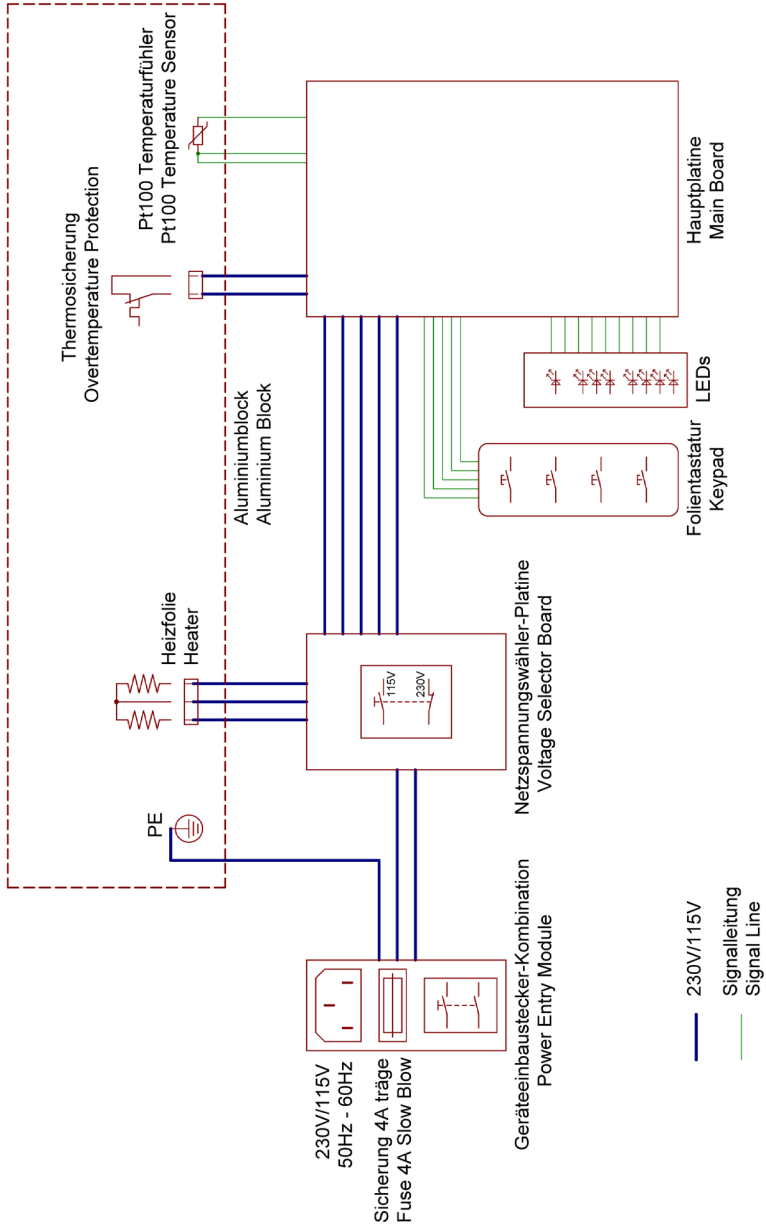 Pt100 Temperaturfühler
Pt100 Temperature Sensor
Thermosicherung
Overtemperature Protection
Hauptplatine
Main Board
LEDs
Folientastatur
Keypad
Aluminiumblock
Aluminium Block
Heizfolie
Heater
115V
230V
Netzspannungswähler-Platine
Voltage Selector Board
PE
230V/115V
50Hz - 60Hz
Sicherung 4A träge
Fuse 4A Slow Blow
Geräteeinbaustecker-Kombination
Power Entry Module
230V/115V
Signalleitung
Signal Line